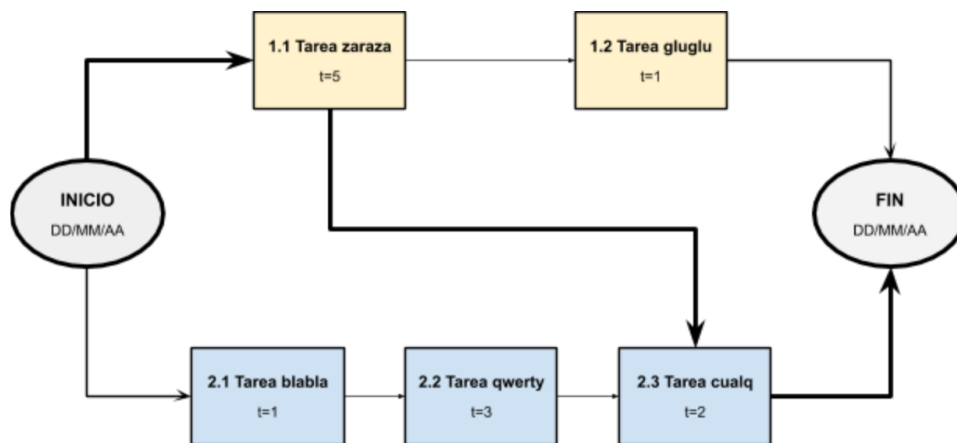 1.1 Tarea zaraza
t=5
1.2 Tarea gluglu
t=1
INICIO
DD/MM/AA
FIN
DD/MM/AA
2.1 Tarea blabla
t=1
2.2 Tarea qwerty
t=3
2.3 Tarea cualq
t=2